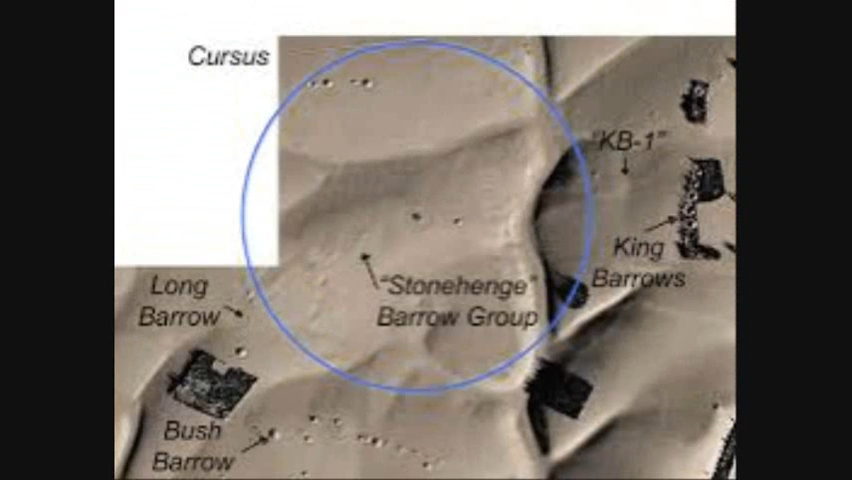 Cursus
"KB-1"
King
Barrows
Long
Barrow
"Stonehenge"
Barrow Group
Bush
Barrow